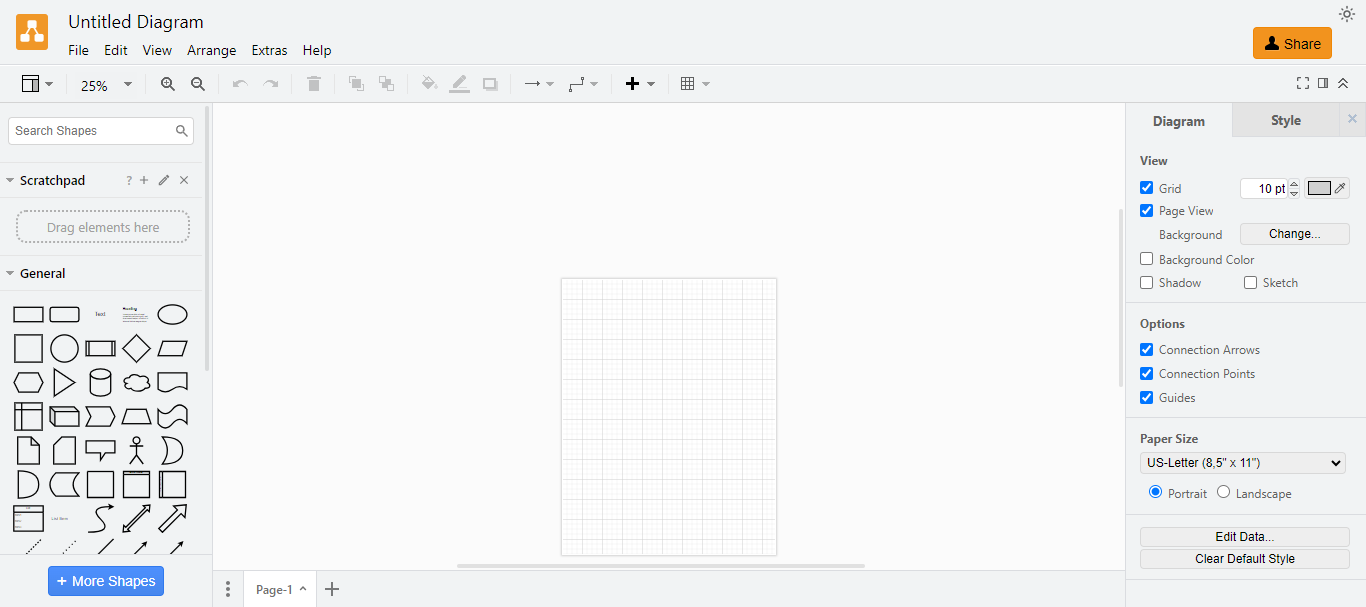 Untitled Diagram
File Edit View Arrange Extras Help
Share
25%
Search Shapes
Scratchpad ? + ×
Drag elements here
General
Text
Heading
List Item
+ More Shapes
Page-1
Diagram Style
View
Grid 10 pt
Page View
Background Change...
Background Color
Shadow Sketch
Options
Connection Arrows
Connection Points
Guides
Paper Size
US-Letter (8,5" x 11")
Portrait Landscape
Edit Data...
Clear Default Style